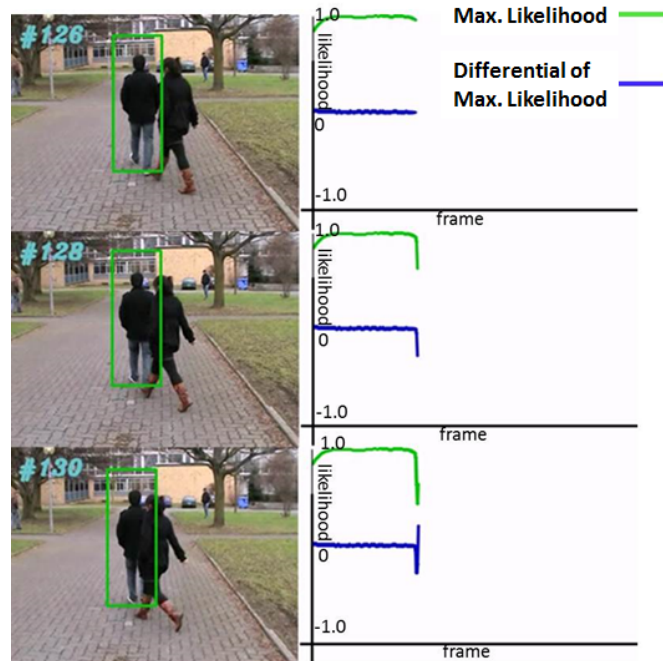 #126
1.0
likelihood
0
-1.0
frame
Max. Likelihood
Differential of
Max. Likelihood
#128
1.0
likelihood
0
-1.0
frame
#130
1.0
likelihood
0
-1.0
frame